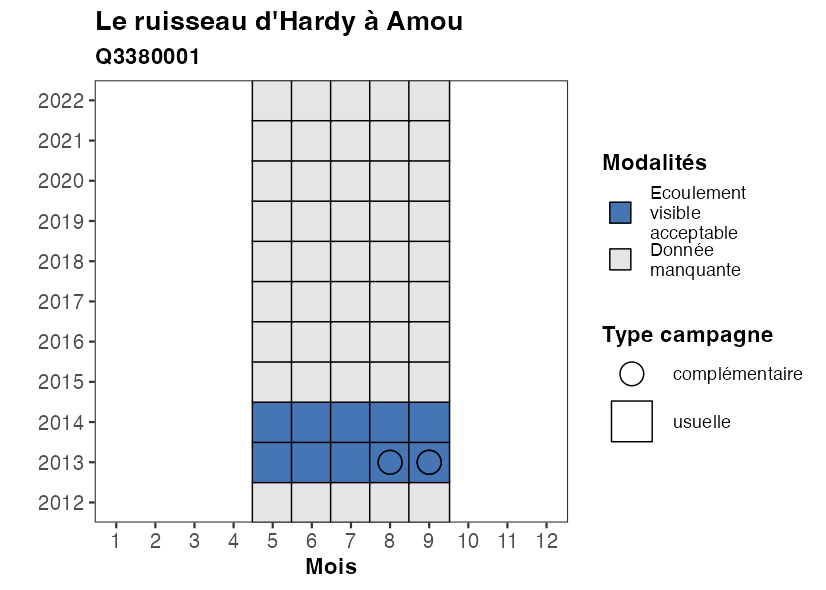 Le ruisseau d'Hardy à Amou
Q3380001
2022
2021
2020
2019
2018
2017
2016
2015
2014
2013
2012
1 2 3 4 5 6 7 8 9 10 11 12
Mois
Modalités
Ecoulement
visible
acceptable
Donnée
manquante
Type campagne
complémentaire
usuelle